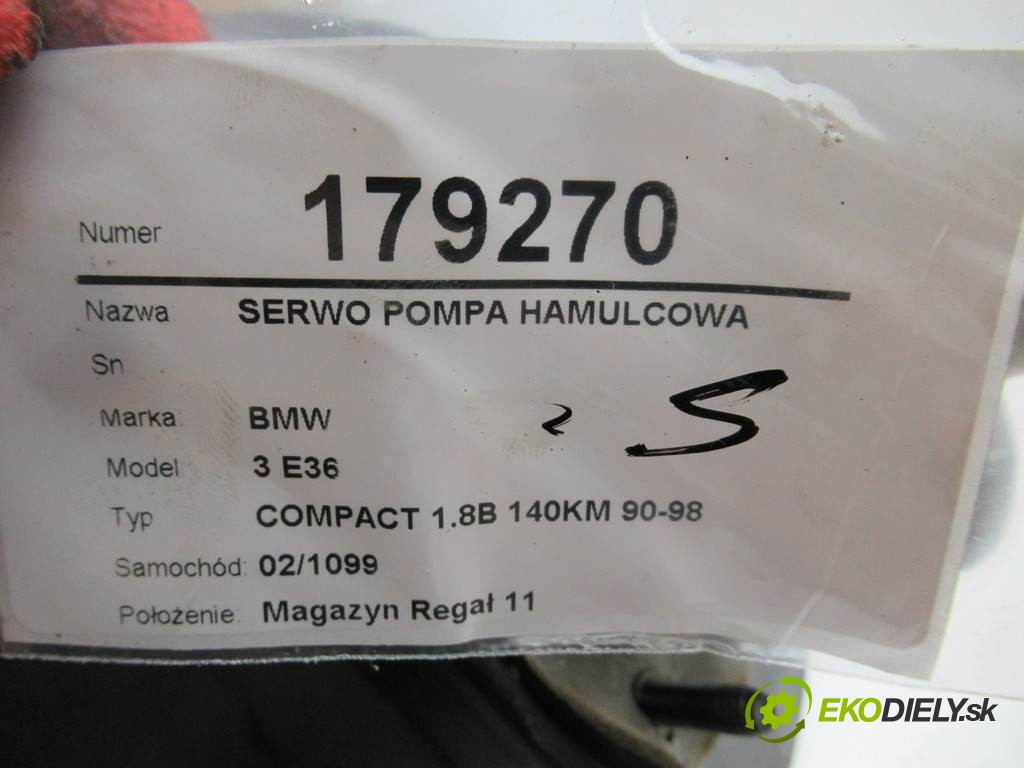 Numer 179270
Nazwa: SERWO POMPA HAMULCOWA
Sn
Marka: BMW
Model: 3 E36
Typ COMPACT 1.8B 140KM 90-98
Samochód: 02/1099
Położenie: Magazyn Regał 11
EKODIELY.sk